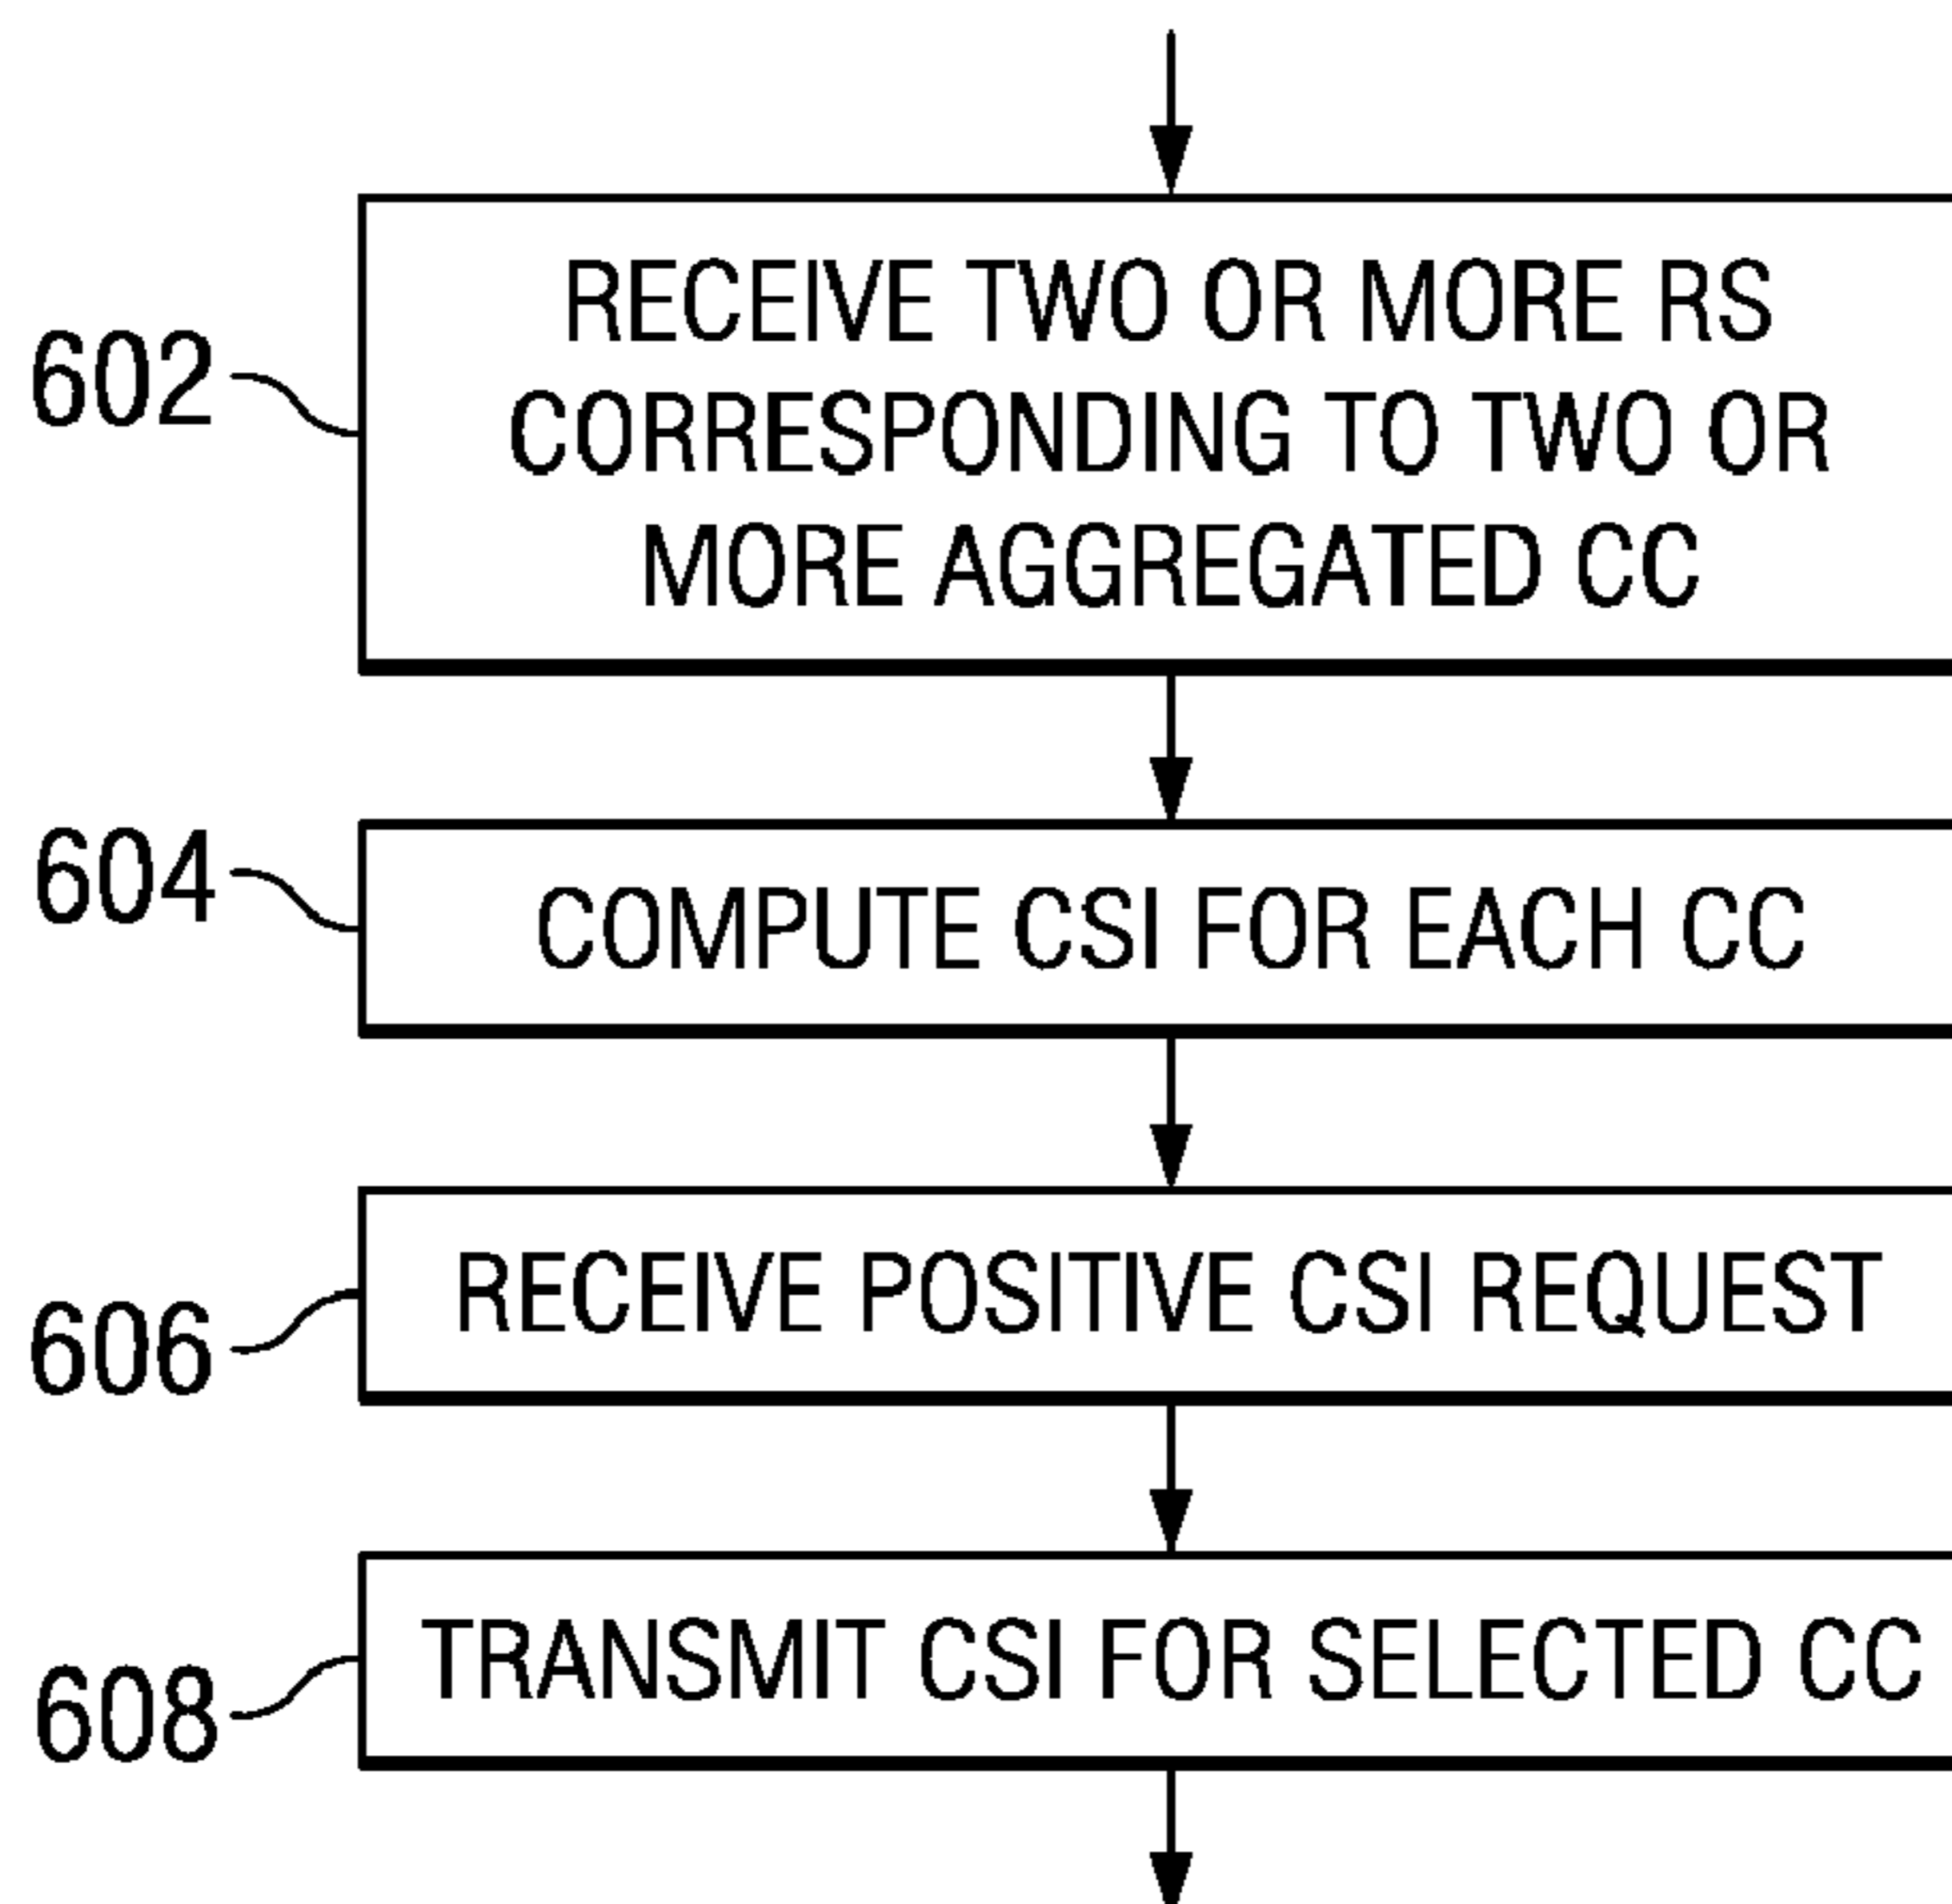 602
RECEIVE TWO OR MORE RS
CORRESPONDING TO TWO OR
MORE AGGREGATED CC
604
COMPUTE CSI FOR EACH CC
606
RECEIVE POSITIVE CSI REQUEST
608
TRANSMIT CSI FOR SELECTED CC